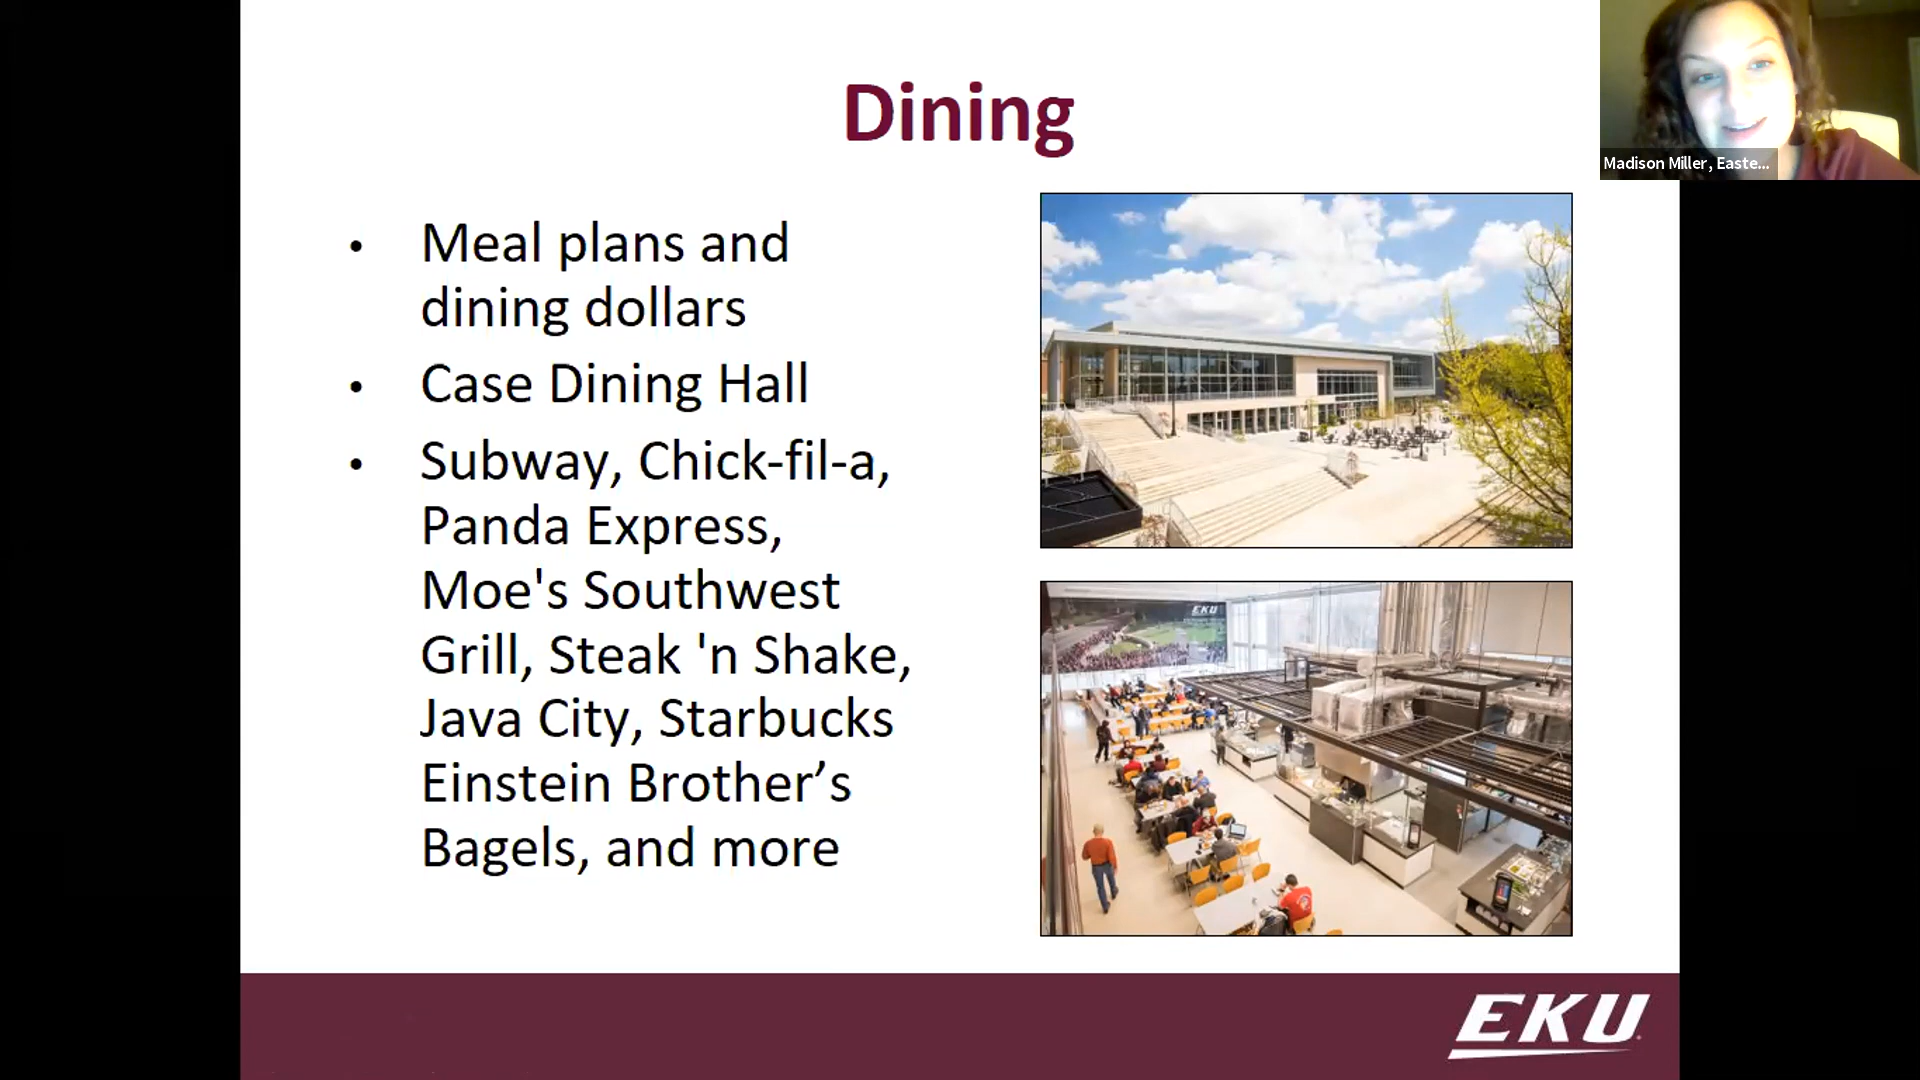 Dining
Madison Miller, Easte...
• Meal plans and
dining dollars
• Case Dining Hall
• Subway, Chick-fil-a,
Panda Express,
Moe's Southwest
Grill, Steak 'n Shake,
Java City, Starbucks
Einstein Brother’s
Bagels, and more
EKU
EKU